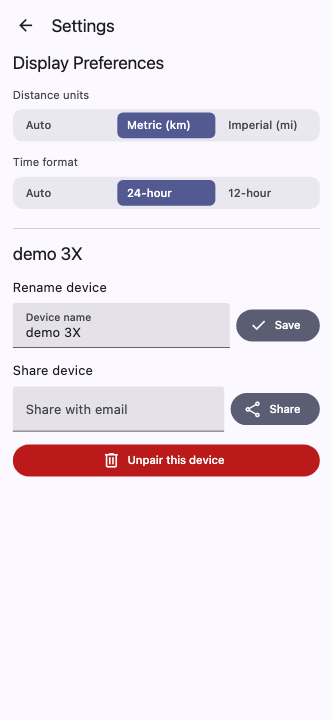 Settings
Display Preferences
Distance units
Auto
Metric (km)
Imperial (mi)
Time format
Auto
24-hour
12-hour
demo 3X
Rename device
Device name
demo 3X
Save
Share device
Share with email
Share
Unpair this device